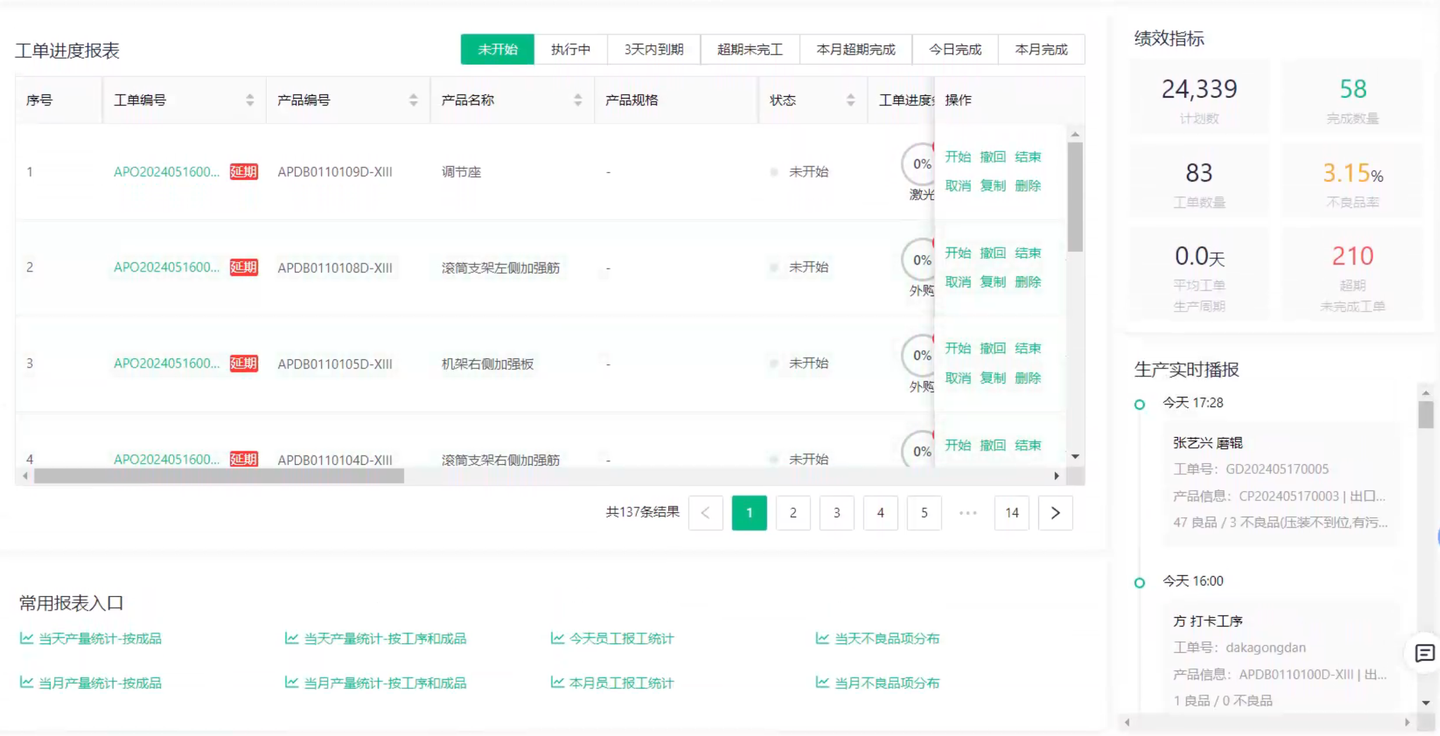 工单进度报表
未开始 执行中 3天内到期 超期未完工 本月超期完成 今日完成 本月完成
序号 工单编号 产品编号 产品名称 产品规格 状态 工单进度 操作
1 APO2024051600... 延期 APDB0110109D-XIII 调节座 - 未开始 0% 激光 开始 撤回 结束
取消 复制 删除
2 APO2024051600... 延期 APDB0110108D-XIII 滚筒支架左侧加强筋 - 未开始 0% 外购 开始 撤回 结束
取消 复制 删除
3 APO2024051600... 延期 APDB0110105D-XIII 机架右侧加强板 - 未开始 0% 外购 开始 撤回 结束
取消 复制 删除
4 APO2024051600... 延期 APDB0110104D-XIII 滚筒支架右侧加强筋 - 未开始 0% 开始 撤回 结束
共137条结果 < 1 2 3 4 5 ••• 14 >
常用报表入口
当天产量统计-按成品 当天产量统计-按工序和成品 今天员工报工统计 当天不良品项分布
当月产量统计-按成品 当月产量统计-按工序和成品 本月员工报工统计 当月不良品项分布
绩效指标
24,339 58
计划数 完成数量
83 3.15%
工单数量 不良品率
0.0天 210
平均工单 超期
生产周期 未完成工单
生产实时播报
今天 17:28
张艺兴 磨辊
工单号：GD202405170005
产品信息：CP202405170003 | 出口...
47 良品 / 3 不良品(压装不到位,有污...
今天 16:00
方 打卡工序
工单号：dakagongdan
产品信息：APDB0110100D-XIII | 出...
1 良品 / 0 不良品